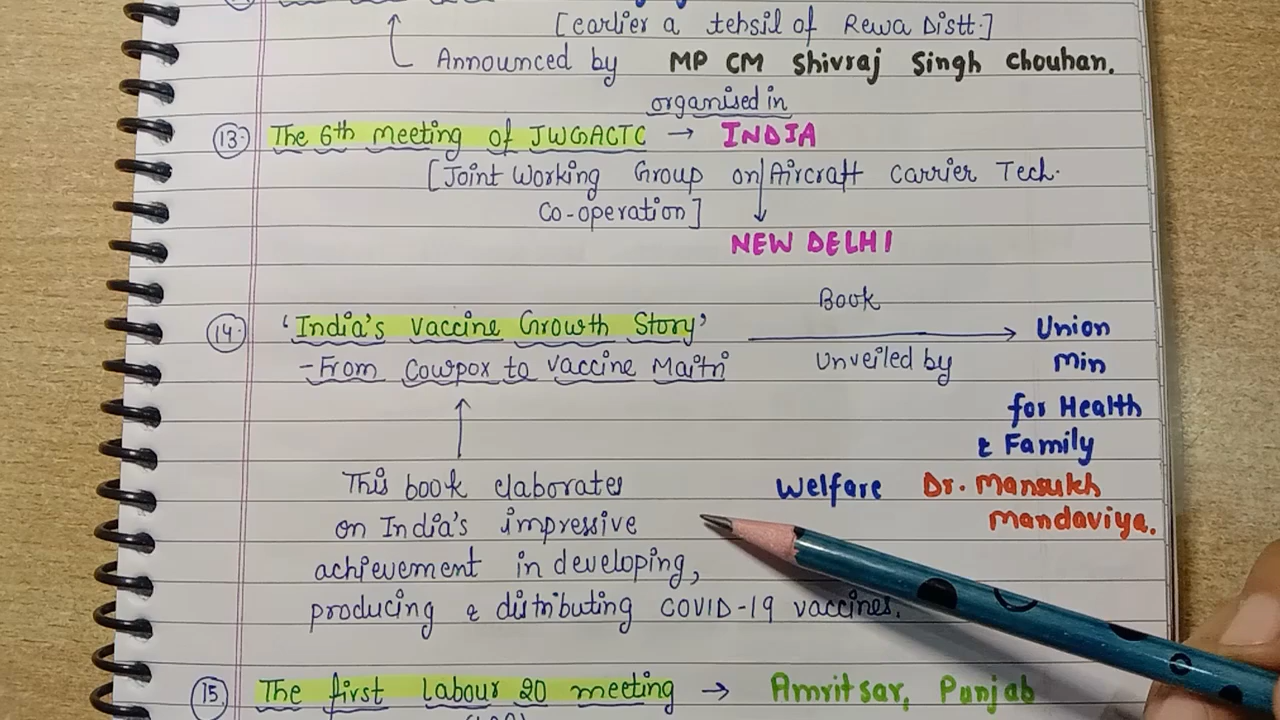 [earlier a tehsil of Rewa Distt.]
Announced by MP CM Shivraj Singh Chouhan.
organised in
13. The 6th meeting of JWGACTC → INDIA
[Joint Working Group on Aircraft Carrier Tech.
Co-operation]
NEW DELHI
Book
14. 'India's Vaccine Growth Story' → Union
- From Cowpox to Vaccine Maitri Unveiled by Min
for Health
& Family
This book elaborates Welfare Dr. Mansukh
on India's impressive Mandaviya.
achievement in developing,
producing & distributing COVID-19 vaccines.
15. The first Labour 20 meeting → Amritsar, Punjab